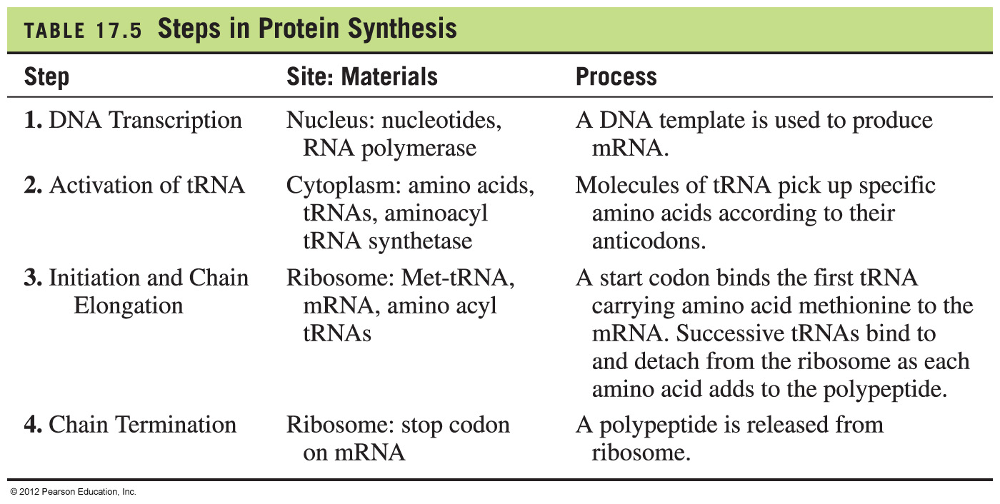 TABLE 17.5 Steps in Protein Synthesis
Step Site: Materials Process
1. DNA Transcription
Nucleus: nucleotides,
RNA polymerase
A DNA template is used to produce
mRNA.
2. Activation of tRNA
Cytoplasm: amino acids,
tRNAs, aminoacyl
tRNA synthetase
Molecules of tRNA pick up specific
amino acids according to their
anticodons.
3. Initiation and Chain
Elongation
Ribosome: Met-tRNA,
mRNA, amino acyl
tRNAs
A start codon binds the first tRNA
carrying amino acid methionine to the
mRNA. Successive tRNAs bind to
and detach from the ribosome as each
amino acid adds to the polypeptide.
4. Chain Termination
Ribosome: stop codon
on mRNA
A polypeptide is released from
ribosome.
© 2012 Pearson Education, Inc.